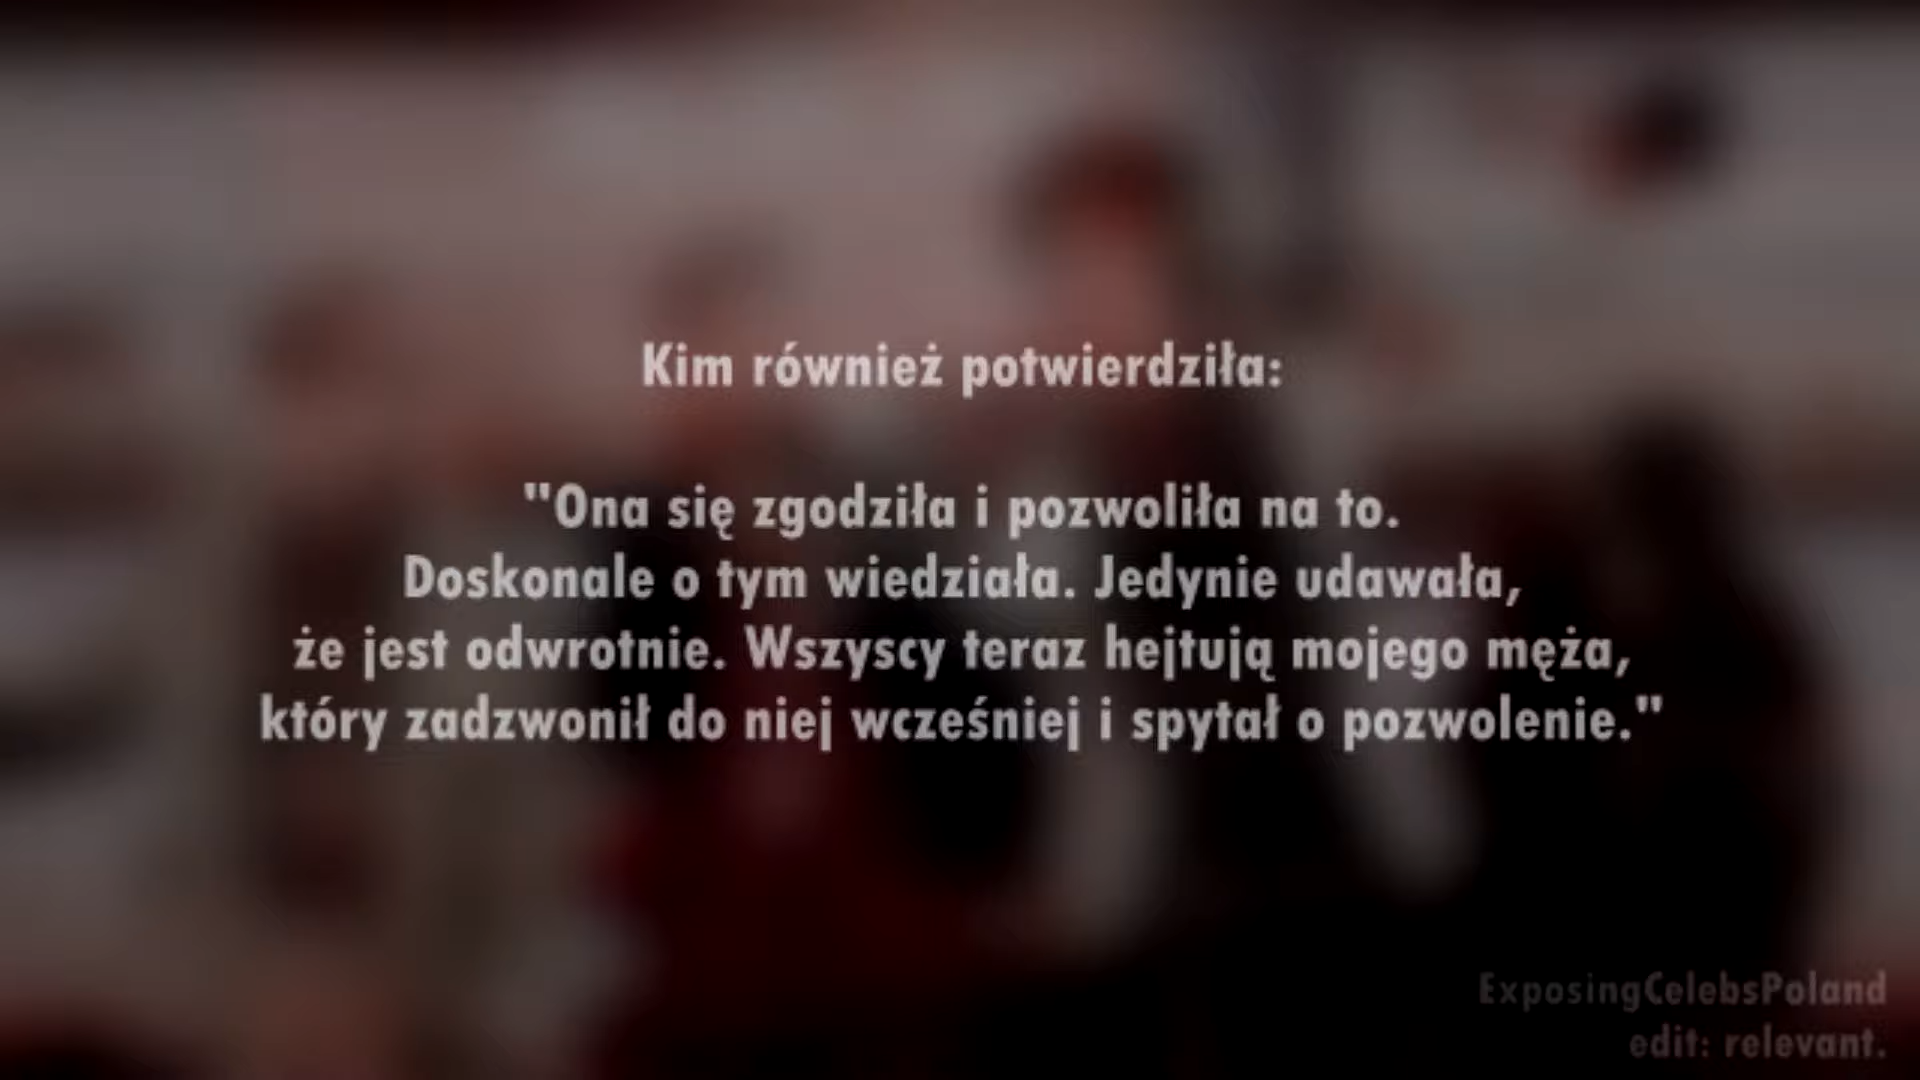 Kim również potwierdziła:
"Ona się zgodziła i pozwoliła na to.
Doskonale o tym wiedziała. Jedynie udawała,
że jest odwrotnie. Wszyscy teraz hejtują mojego męża,
który zadzwonił do niej wcześniej i spytał o pozwolenie."
ExposingCelebsPoland
edit: relevant.